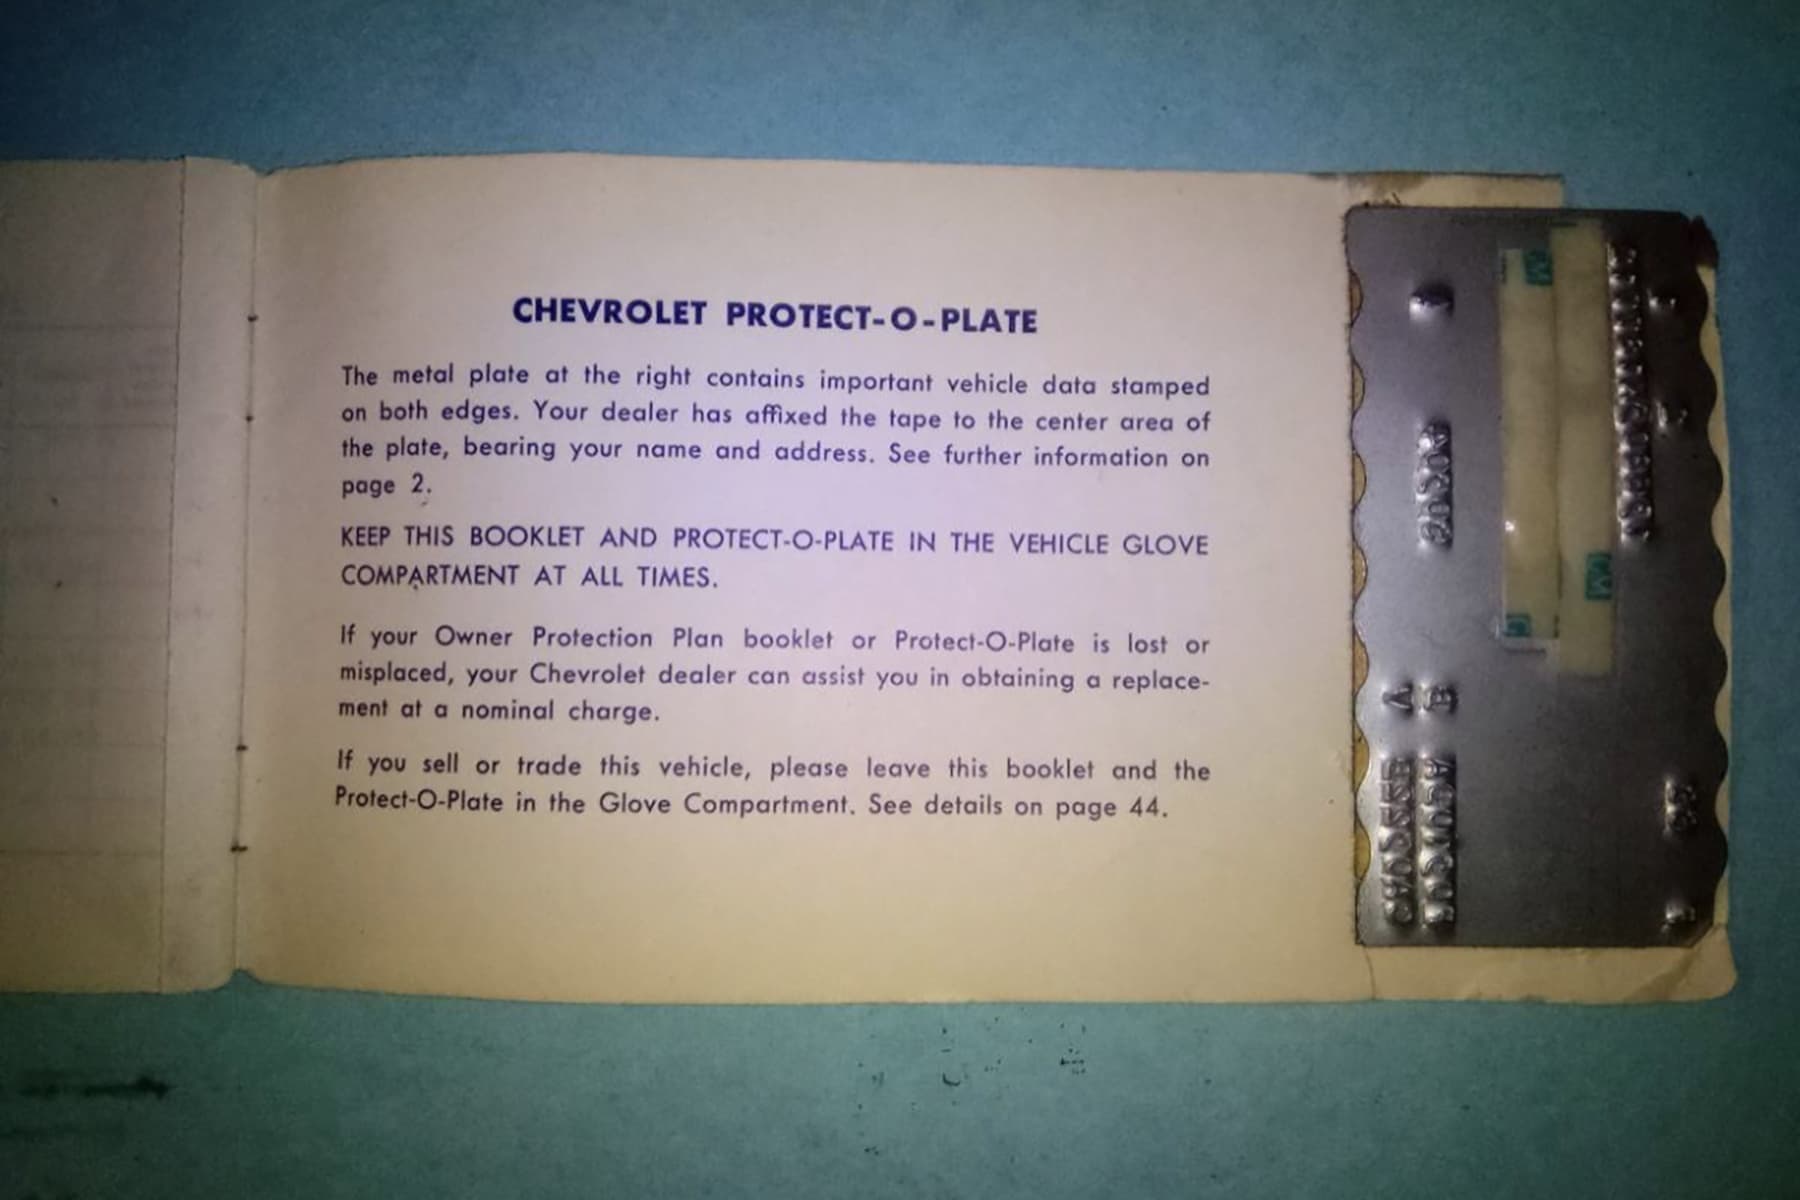 CHEVROLET PROTECT-O-PLATE
The metal plate at the right contains important vehicle data stamped
on both edges. Your dealer has affixed the tape to the center area of
the plate, bearing your name and address. See further information on
page 2.
KEEP THIS BOOKLET AND PROTECT-O-PLATE IN THE VEHICLE GLOVE
COMPARTMENT AT ALL TIMES.
If your Owner Protection Plan booklet or Protect-O-Plate is lost or
misplaced, your Chevrolet dealer can assist you in obtaining a replace-
ment at a nominal charge.
If you sell or trade this vehicle, please leave this booklet and the
Protect-O-Plate in the Glove Compartment. See details on page 44.